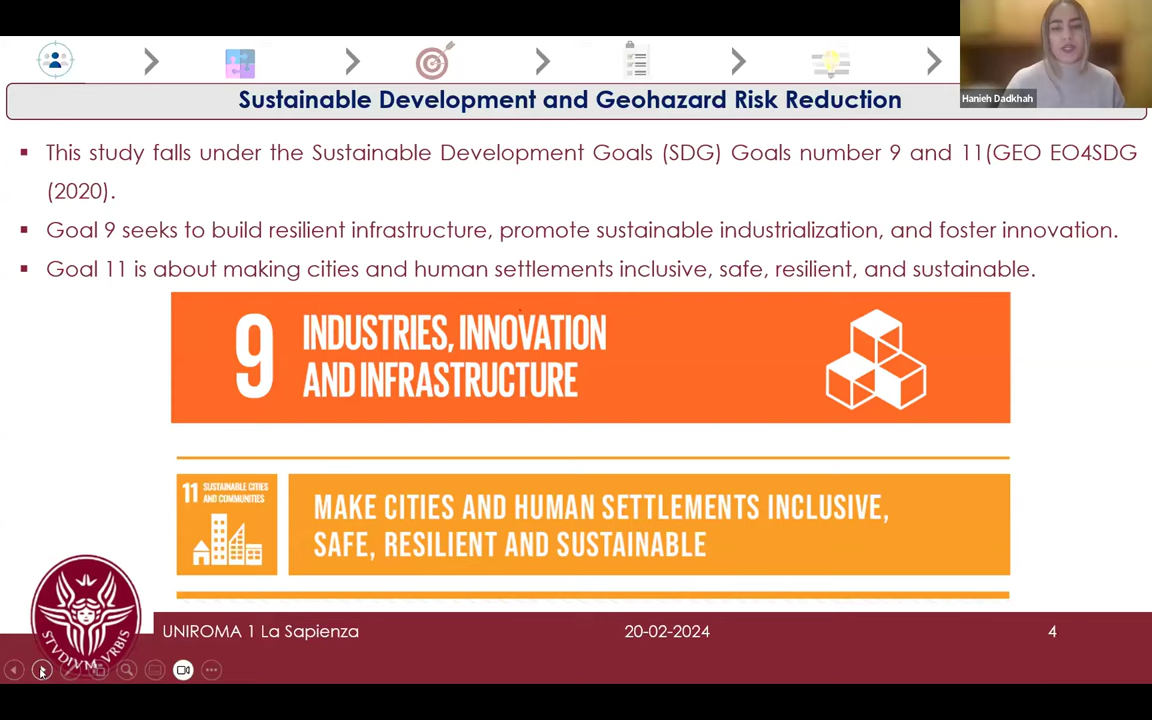 Hanieh Dadkhah
Sustainable Development and Geohazard Risk Reduction
▪ This study falls under the Sustainable Development Goals (SDG) Goals number 9 and 11(GEO EO4SDG
(2020).
▪ Goal 9 seeks to build resilient infrastructure, promote sustainable industrialization, and foster innovation.
▪ Goal 11 is about making cities and human settlements inclusive, safe, resilient, and sustainable.
9 INDUSTRIES, INNOVATION
AND INFRASTRUCTURE
11 SUSTAINABLE CITIES
AND COMMUNITIES
MAKE CITIES AND HUMAN SETTLEMENTS INCLUSIVE,
SAFE, RESILIENT AND SUSTAINABLE
STVDIVM VRBIS
UNIROMA 1 La Sapienza
20-02-2024
4